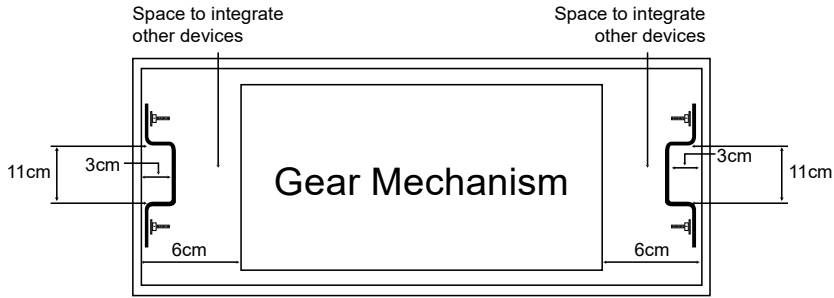 Space to integrate
other devices
Space to integrate
other devices
11cm
3cm
Gear Mechanism
3cm
11cm
6cm
6cm